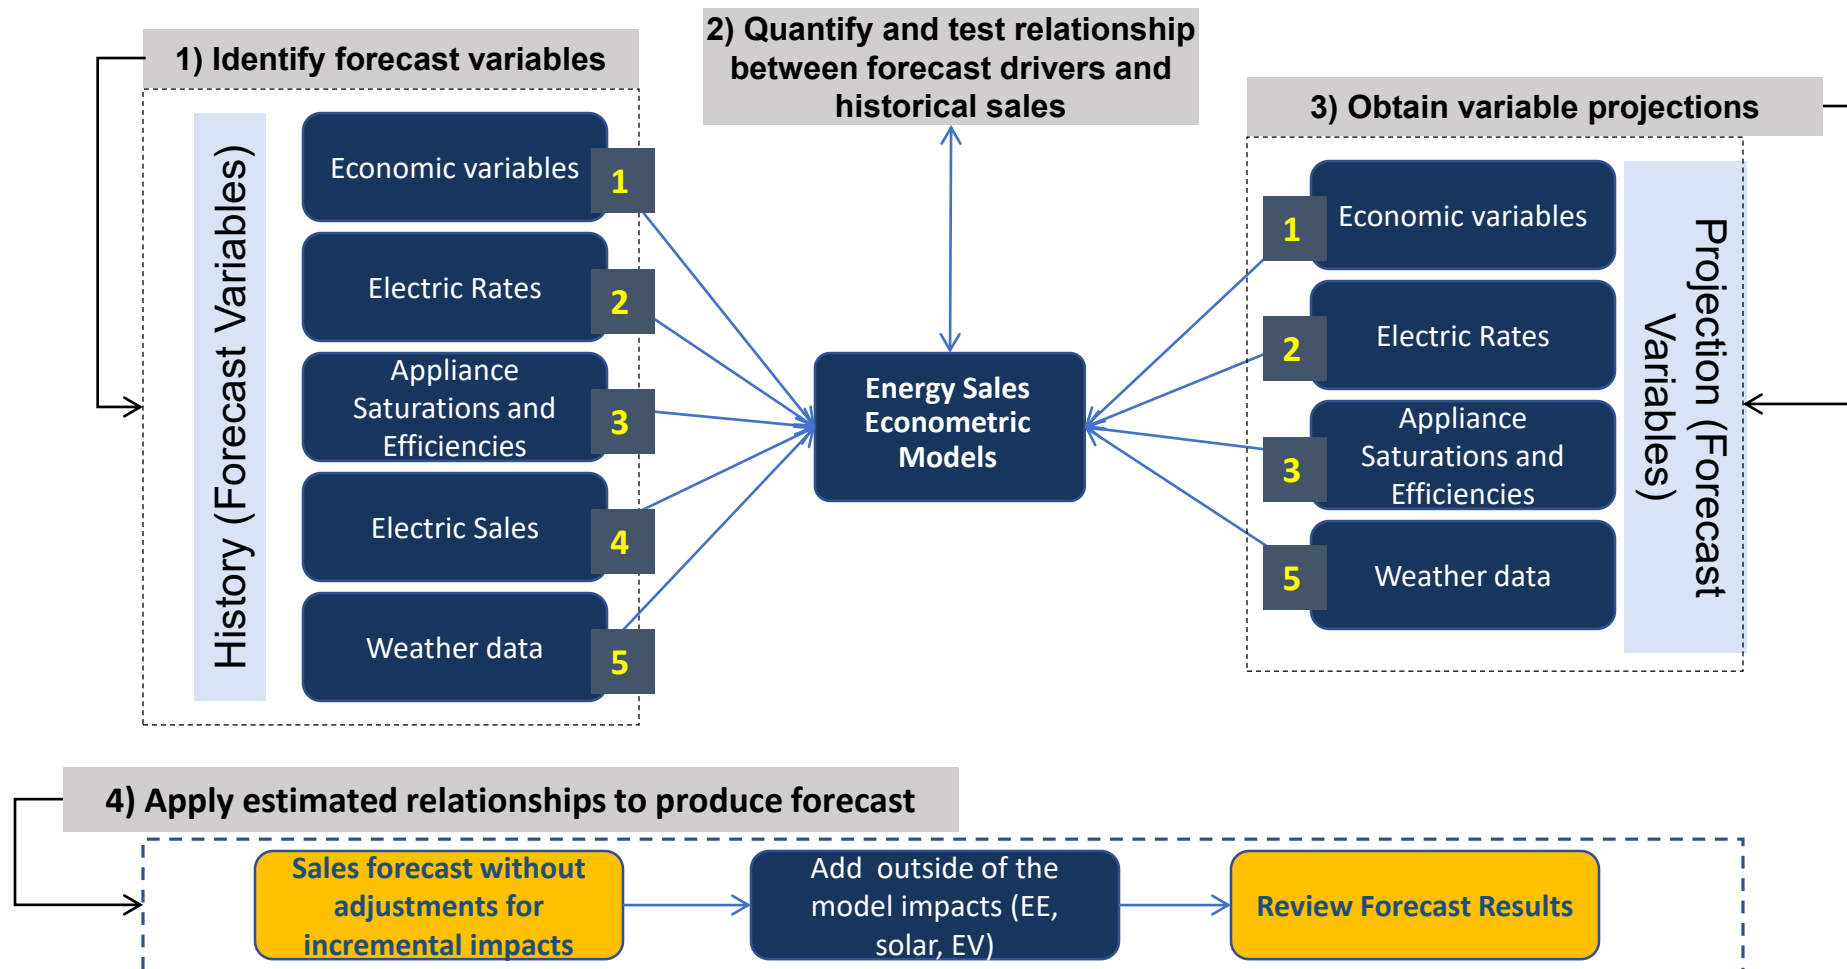 1) Identify forecast variables
History (Forecast Variables)
Economic variables
1
Electric Rates
2
Appliance
Saturations and
Efficiencies
3
Electric Sales
4
Weather data
5
2) Quantify and test relationship
between forecast drivers and
historical sales
Energy Sales
Econometric
Models
3) Obtain variable projections
1
Economic variables
2
Electric Rates
3
Appliance
Saturations and
Efficiencies
5
Weather data
Projection (Forecast
Variables)
4) Apply estimated relationships to produce forecast
Sales forecast without
adjustments for
incremental impacts
Add outside of the
model impacts (EE,
solar, EV)
Review Forecast Results